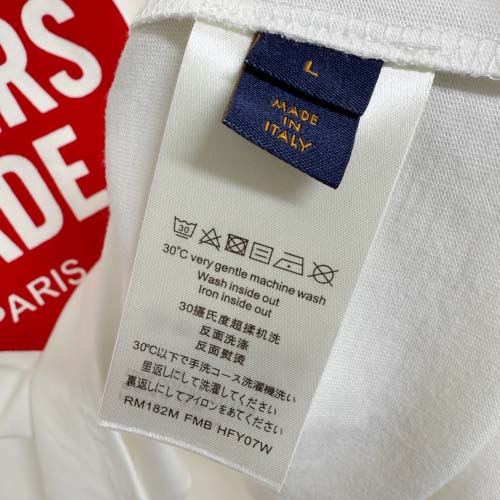 ERS
ADE
PARIS
L
MADE
IN
ITALY
30
30°C very gentle machine wash
Wash inside out
Iron inside out
30摄氏度超揉机洗
反面洗涤
反面熨烫
30℃以下で手洗コース洗濯機洗い
里返しにして洗濯してください
裏返しにしてアイロンをあてください
RM182M FMB HFY07W